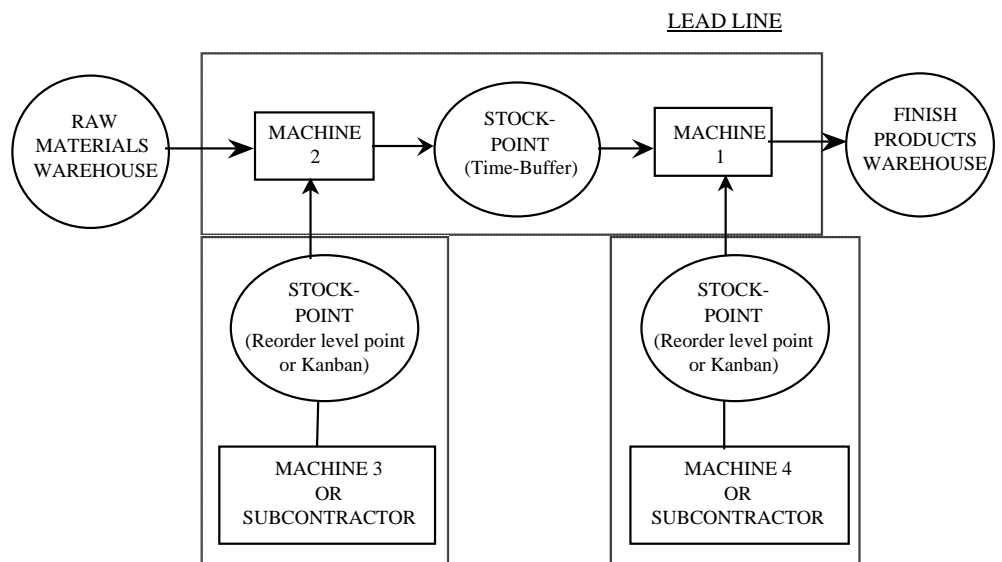 LEAD LINE
RAW
MATERIALS
WAREHOUSE
MACHINE
2
STOCK-
POINT
(Time-Buffer)
MACHINE
1
FINISH
PRODUCTS
WAREHOUSE
STOCK-
POINT
(Reorder level point
or Kanban)
STOCK-
POINT
(Reorder level point
or Kanban)
MACHINE 3
OR
SUBCONTRACTOR
MACHINE 4
OR
SUBCONTRACTOR